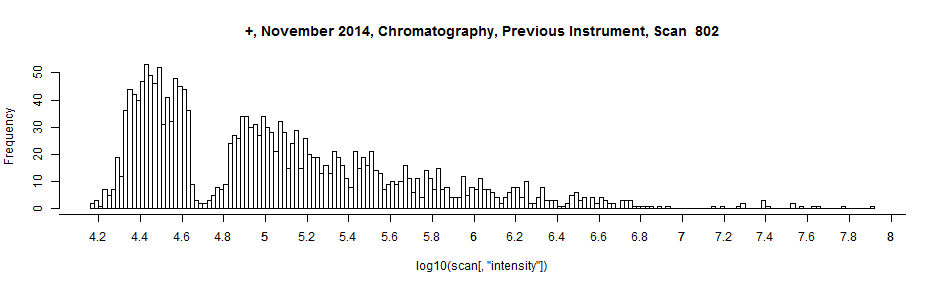 +, November 2014, Chromatography, Previous Instrument, Scan  802
Frequency
50
40
30
20
10
0
4.2 4.4 4.6 4.8 5 5.2 5.4 5.6 5.8 6 6.2 6.4 6.6 6.8 7 7.2 7.4 7.6 7.8 8
log10(scan[, "intensity"])